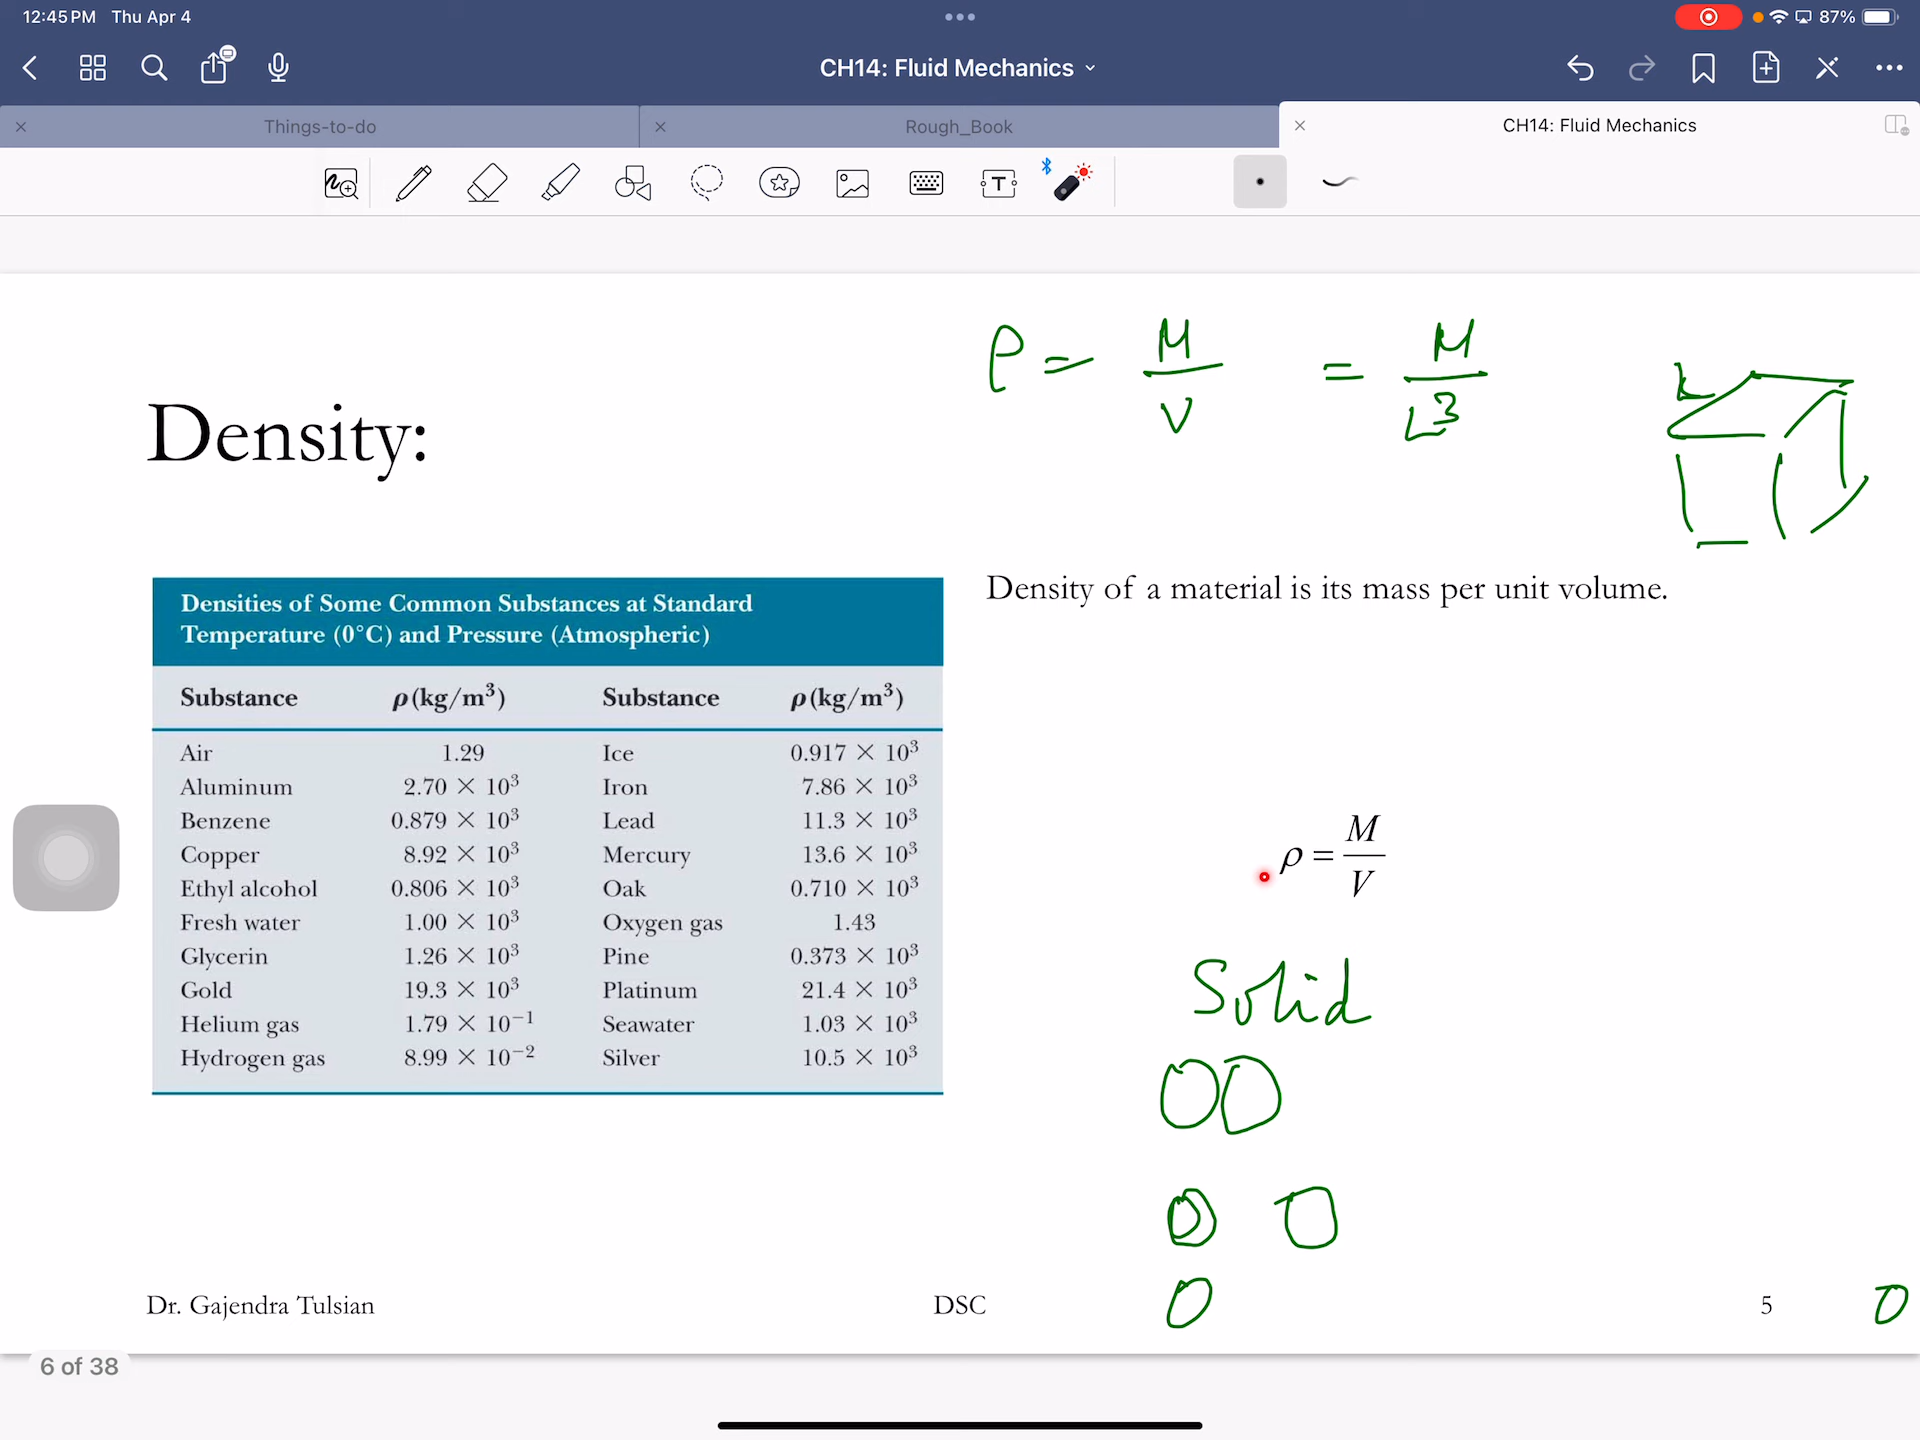 12:45 PM Thu Apr 4
87%
CH14: Fluid Mechanics
Things-to-do
Rough_Book
CH14: Fluid Mechanics
T
ρ = M/V = M/L³
L
Density:
Density of a material is its mass per unit volume.
Densities of Some Common Substances at Standard
Temperature (0°C) and Pressure (Atmospheric)
Substance ρ(kg/m³) Substance ρ(kg/m³)
Air 1.29 Ice 0.917 × 10³
Aluminum 2.70 × 10³ Iron 7.86 × 10³
Benzene 0.879 × 10³ Lead 11.3 × 10³
Copper 8.92 × 10³ Mercury 13.6 × 10³
Ethyl alcohol 0.806 × 10³ Oak 0.710 × 10³
Fresh water 1.00 × 10³ Oxygen gas 1.43
Glycerin 1.26 × 10³ Pine 0.373 × 10³
Gold 19.3 × 10³ Platinum 21.4 × 10³
Helium gas 1.79 × 10⁻¹ Seawater 1.03 × 10³
Hydrogen gas 8.99 × 10⁻² Silver 10.5 × 10³
ρ = M/V
Solid
Dr. Gajendra Tulsian DSC 5
6 of 38